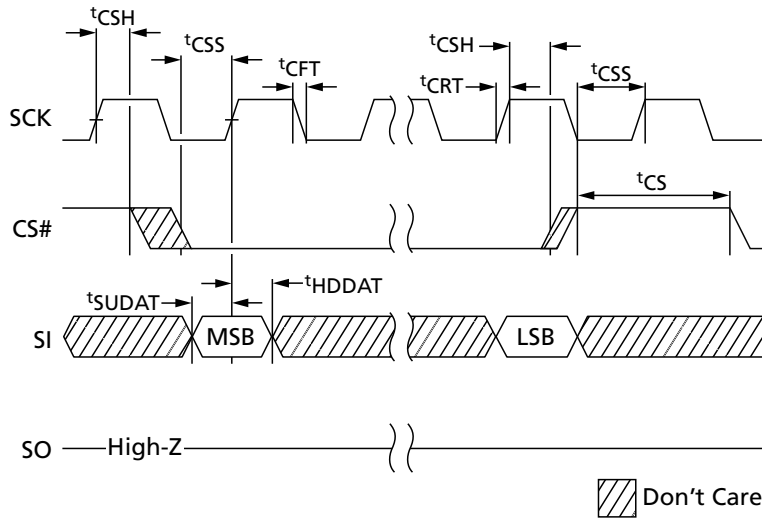 tCSH
tCSS
tCFT
tCSH
tCRT
tCSS
SCK
tCS
CS#
tSUDAT
tHDDAT
SI
MSB
LSB
SO
High-Z
Don't Care